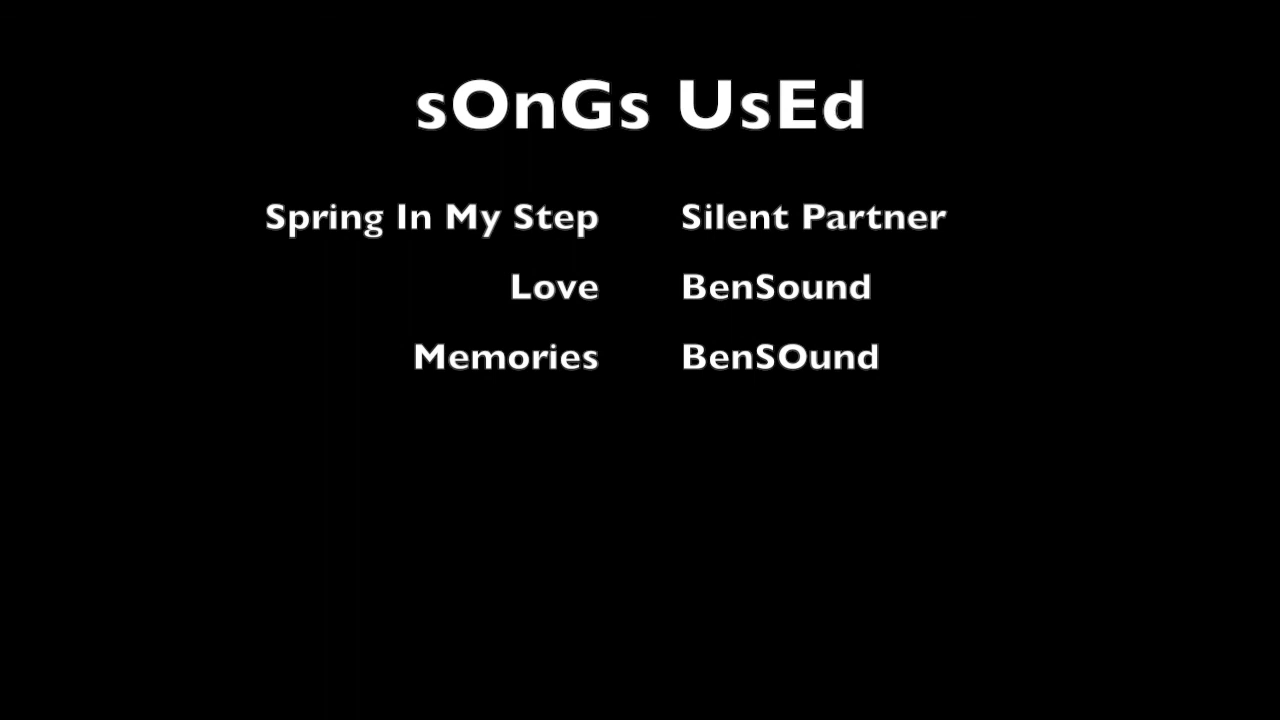 sOnGs UsEd
Spring In My Step Silent Partner
Love BenSound
Memories BenSOund